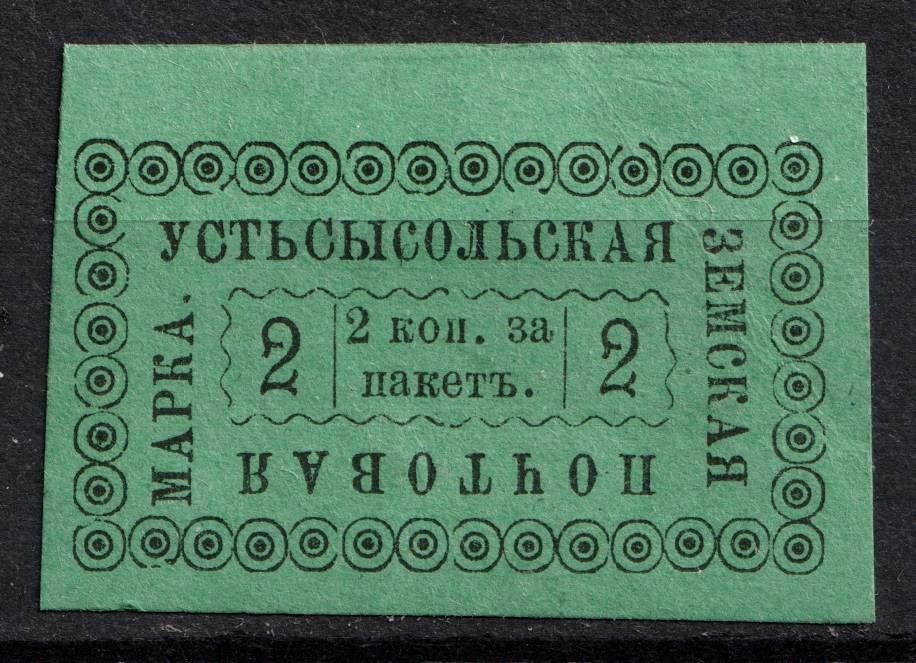 УСТЬСЫСОЛЬСКАЯ
ЗЕМСКАЯ
ПОЧТОВАЯ
МАРКА.
2
2 коп. за
пакетъ.
2